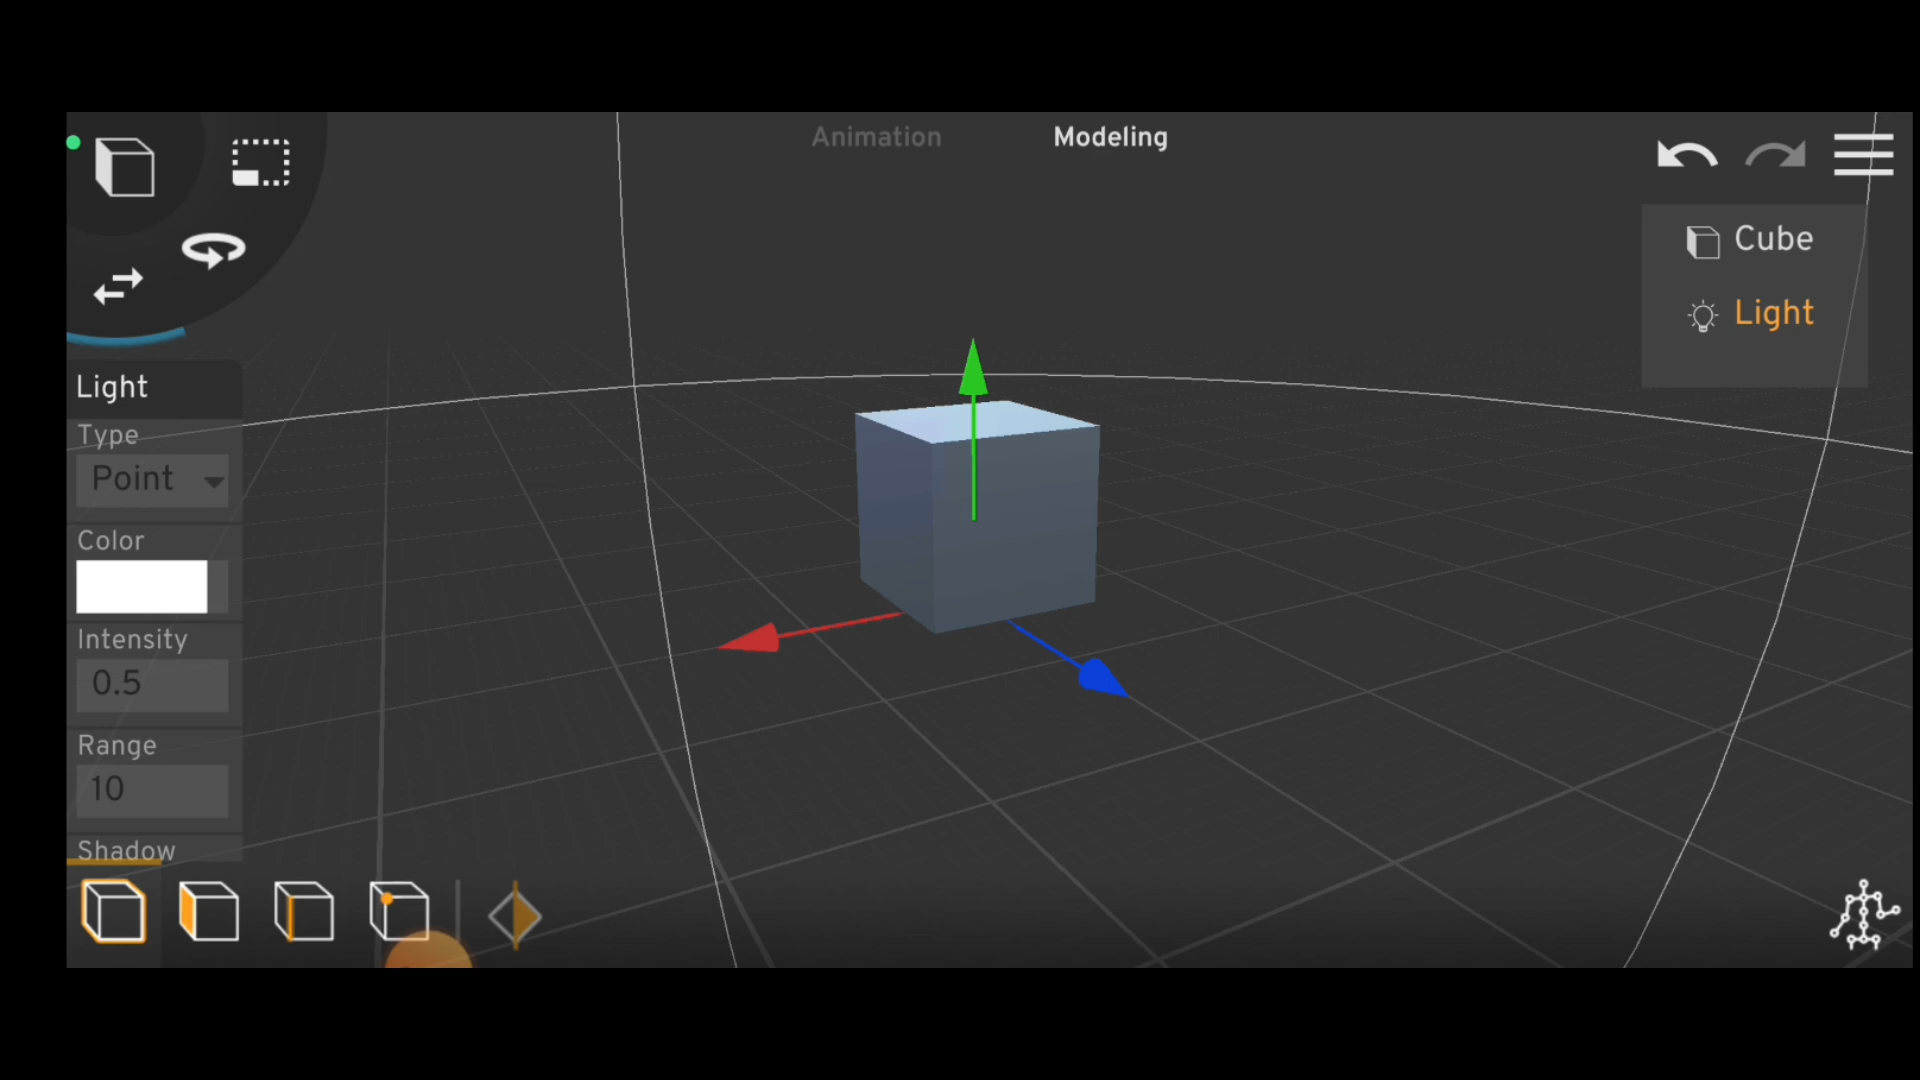 Animation
Modeling
Cube
Light
Light
Type
Point
Color
Intensity
0.5
Range
10
Shadow